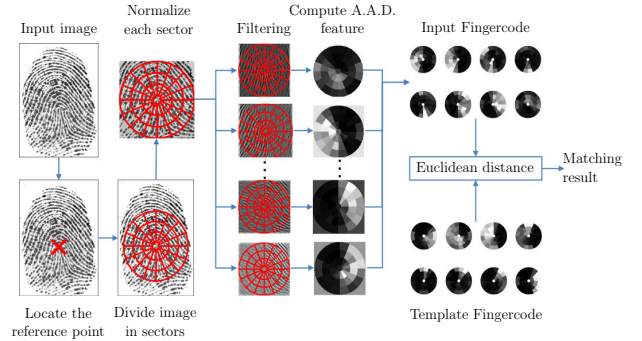 Input image
Normalize
each sector
Filtering
Compute A.A.D.
feature
Input Fingercode
Euclidean distance
Matching
result
Locate the
reference point
Divide image
in sectors
Template Fingercode